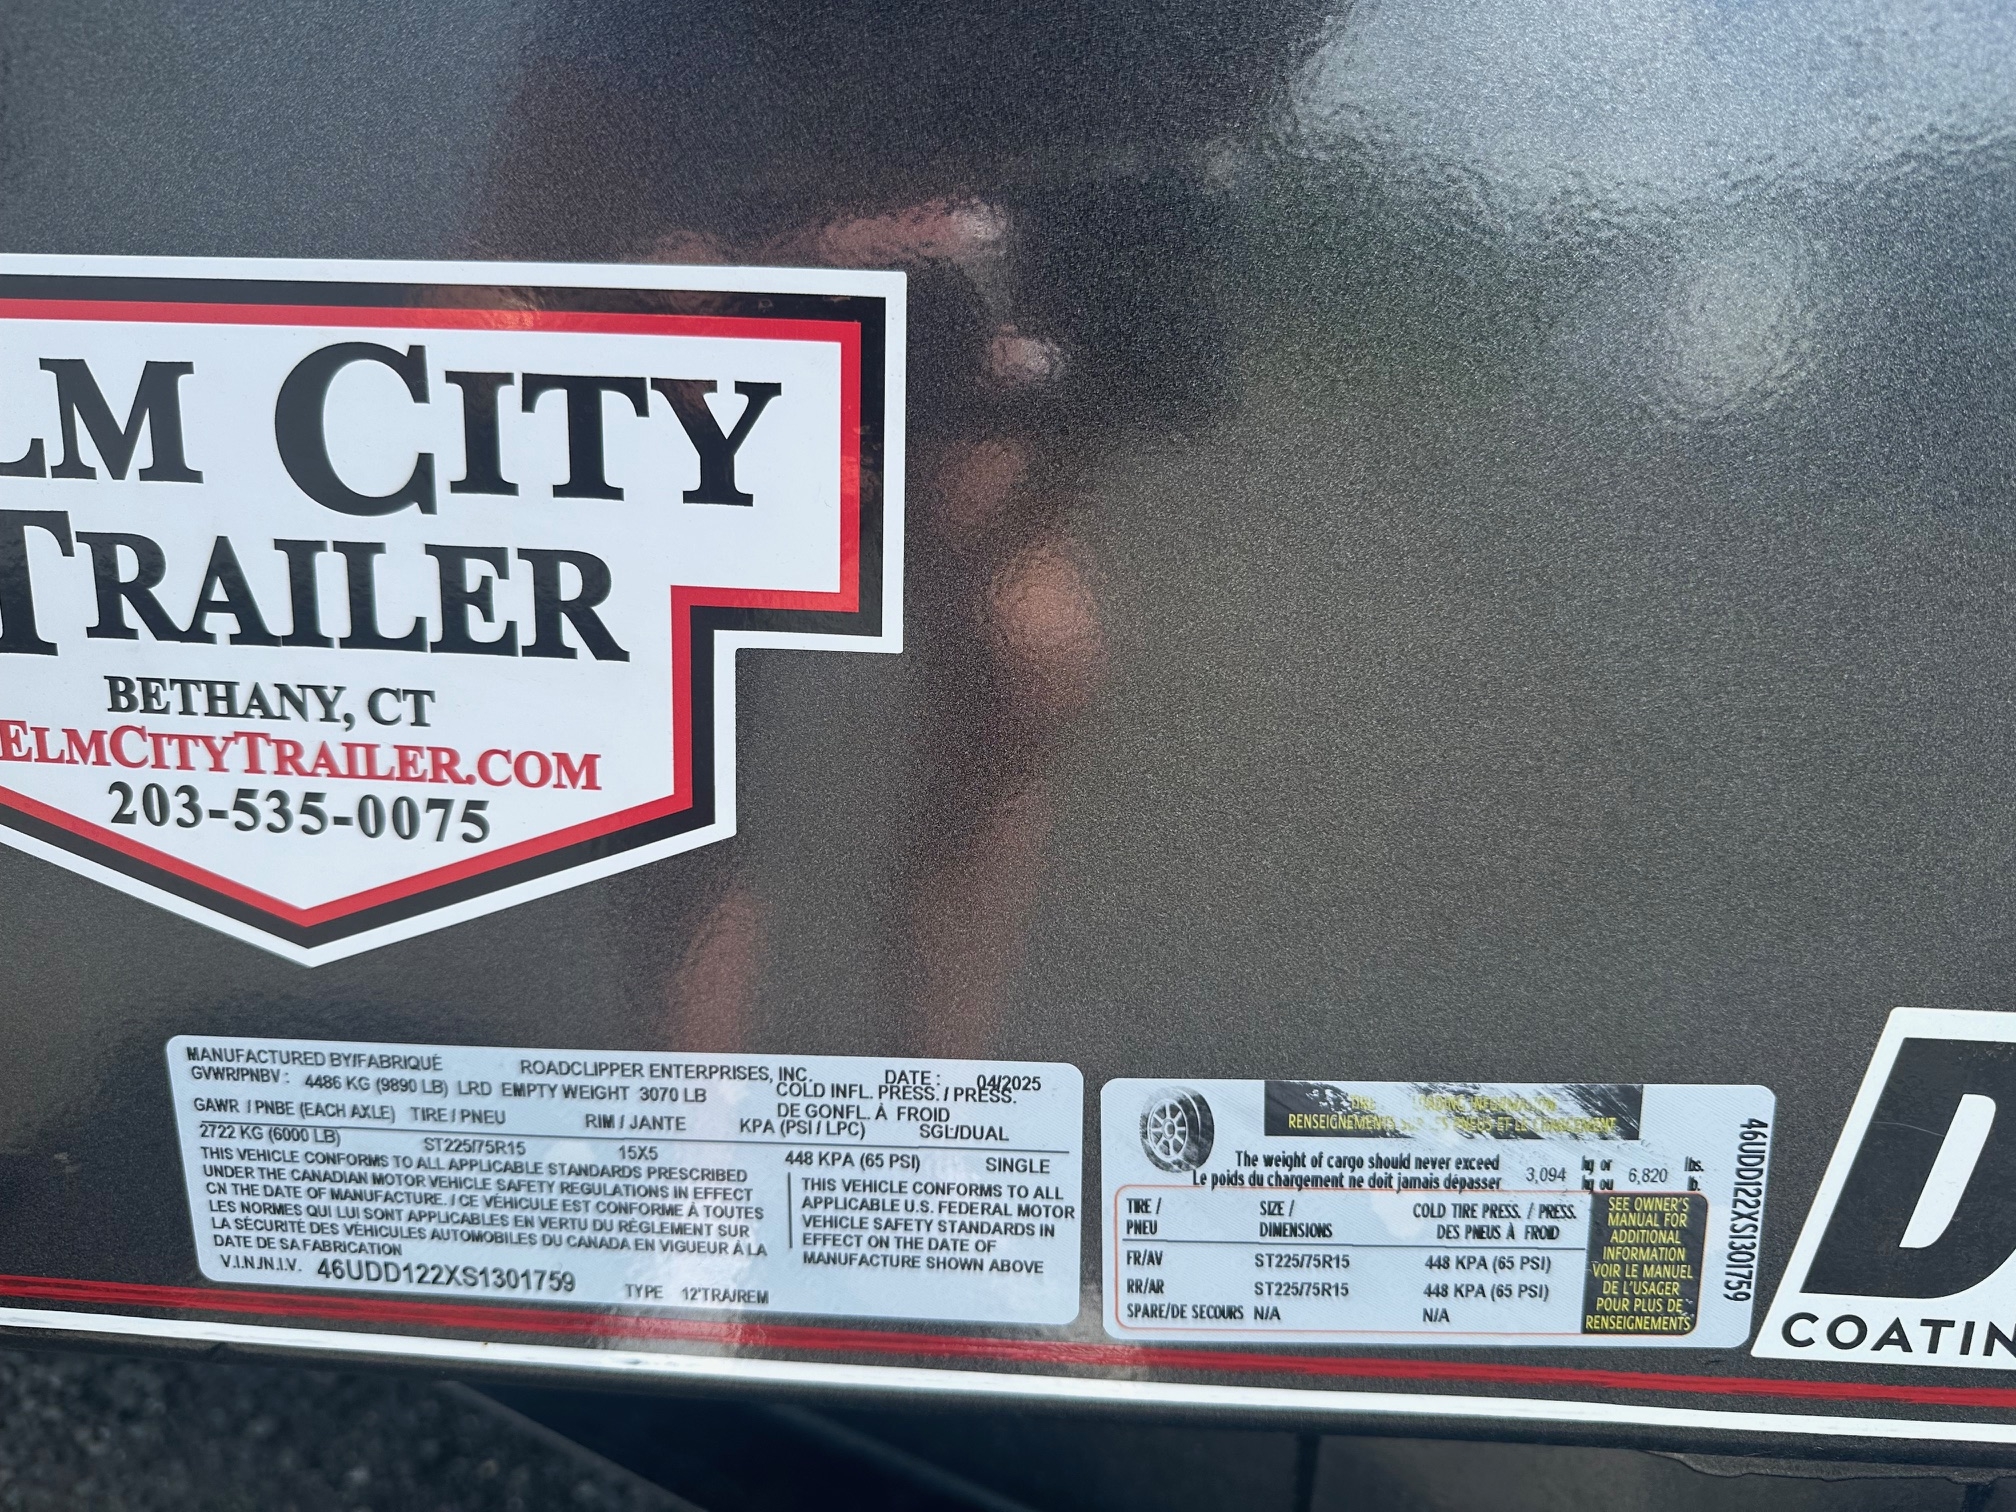 LM CITY
TRAILER
BETHANY, CT
ELMCITYTRAILER.COM
203-535-0075
MANUFACTURED BY/FABRIQUÉ ROADCLIPPER ENTERPRISES, INC. DATE : 04/2025
GVWR/PNBV : 4486 KG (9890 LB) LRD EMPTY WEIGHT 3070 LB COLD INFL. PRESS. / PRESS.
DE GONFL. À FROID
GAWR / PNBE (EACH AXLE) TIRE / PNEU RIM / JANTE KPA (PSI / LPC) SGL/DUAL
2722 KG (6000 LB) ST225/75R15 15X5 448 KPA (65 PSI) SINGLE
THIS VEHICLE CONFORMS TO ALL APPLICABLE STANDARDS PRESCRIBED
UNDER THE CANADIAN MOTOR VEHICLE SAFETY REGULATIONS IN EFFECT
ON THE DATE OF MANUFACTURE. / CE VÉHICULE EST CONFORME À TOUTES
LES NORMES QUI LUI SONT APPLICABLES EN VERTU DU RÈGLEMENT SUR
LA SÉCURITÉ DES VÉHICULES AUTOMOBILES DU CANADA EN VIGUEUR À LA
DATE DE SA FABRICATION
THIS VEHICLE CONFORMS TO ALL
APPLICABLE U.S. FEDERAL MOTOR
VEHICLE SAFETY STANDARDS IN
EFFECT ON THE DATE OF
MANUFACTURE SHOWN ABOVE
V.I.N./N.I.V. 46UDD122XS1301759 TYPE 12'TRA/REM
RENSEIGNEMENTS
The weight of cargo should never exceed 3,094 kg or 6,820 lbs.
Le poids du chargement ne doit jamais dépasser kg ou lb.
TIRE / SIZE / COLD TIRE PRESS. / PRESS.
PNEU DIMENSIONS DES PNEUS À FROID
FR/AV ST225/75R15 448 KPA (65 PSI)
RR/AR ST225/75R15 448 KPA (65 PSI)
SPARE/DE SECOURS N/A N/A
SEE OWNER'S
MANUAL FOR
ADDITIONAL
INFORMATION
VOIR LE MANUEL
DE L'USAGER
POUR PLUS DE
RENSEIGNEMENTS
46UDD122XS1301759
D
COATIN